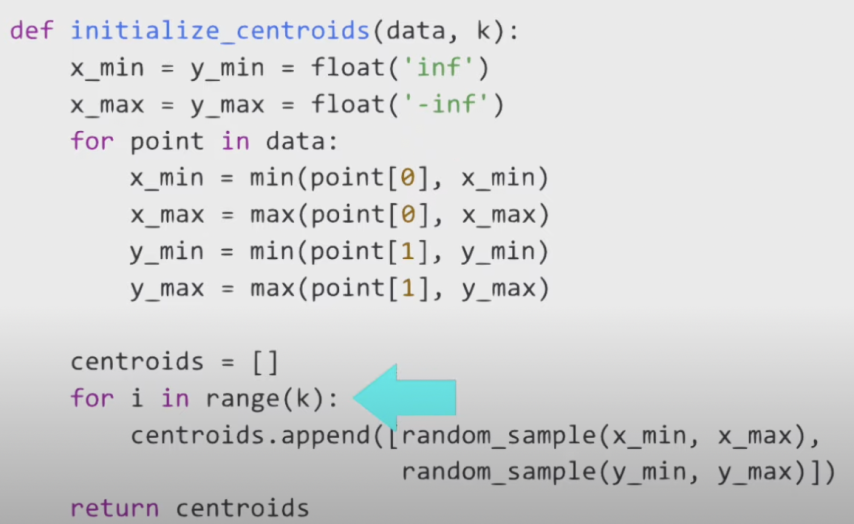 def initialize_centroids(data, k):
    x_min = y_min = float('inf')
    x_max = y_max = float('-inf')
    for point in data:
        x_min = min(point[0], x_min)
        x_max = max(point[0], x_max)
        y_min = min(point[1], y_min)
        y_max = max(point[1], y_max)
    centroids = []
    for i in range(k):
        centroids.append([random_sample(x_min, x_max),
                          random_sample(y_min, y_max)])
    return centroids